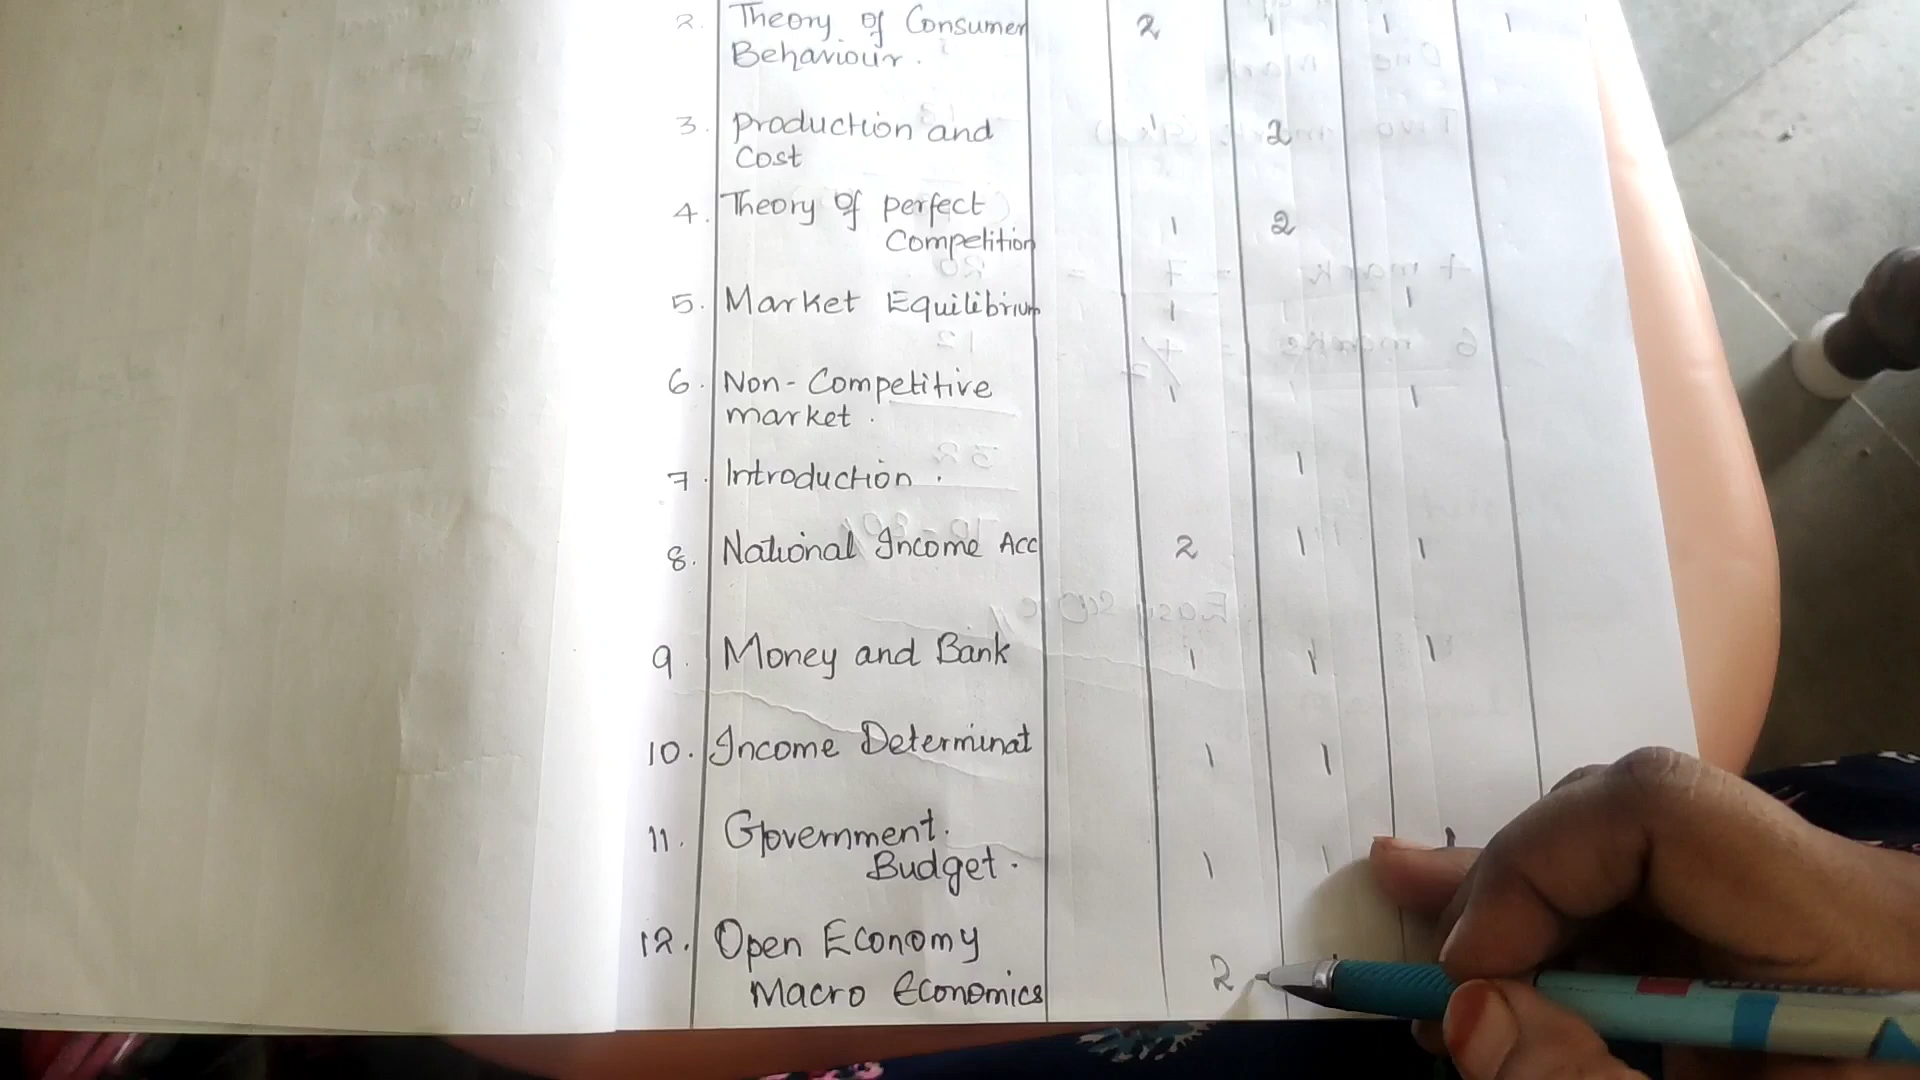 2. Theory of Consumer 2 1 1 1
Behaviour.
3. Production and 1 2
Cost
4. Theory of perfect
Competition 1 2
5. Market Equilibrium 1 1 1
6. Non-Competitive 1 1 1
market.
7. Introduction. 1
8. National Income Acc 2 1 1
9. Money and Bank 1 1 1
10. Income Determinat 1 1
11. Government.
Budget. 1 1
12. Open Economy
Macro Economics 2